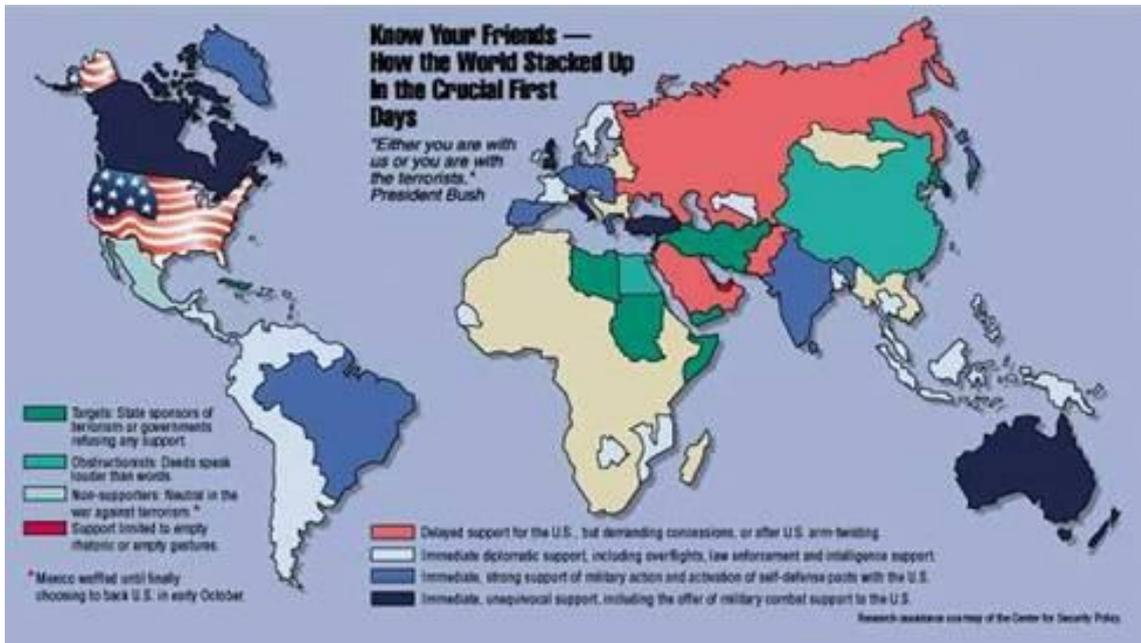 Know Your Friends —
How the World Stacked Up
In the Crucial First
Days
"Either you are with
us or you are with
the terrorists."
President Bush
Targets: State sponsors of
terrorism or governments
refusing any support.
Obstructionists: Deeds speak
louder than words.
Non-supporters: Neutral in the
war against terrorism. *
Support limited to empty
rhetoric or empty gestures.
*Mexico waffled until finally
choosing to back U.S. in early October.
Delayed support for the U.S., but demanding concessions, or after U.S. arm-twisting.
Immediate diplomatic support, including overflights, law enforcement and intelligence support.
Immediate, strong support of military action and activation of self-defense pacts with the U.S.
Immediate, unequivocal support, including the offer of military combat support to the U.S.
Research assistance courtesy of the Center for Security Policy.